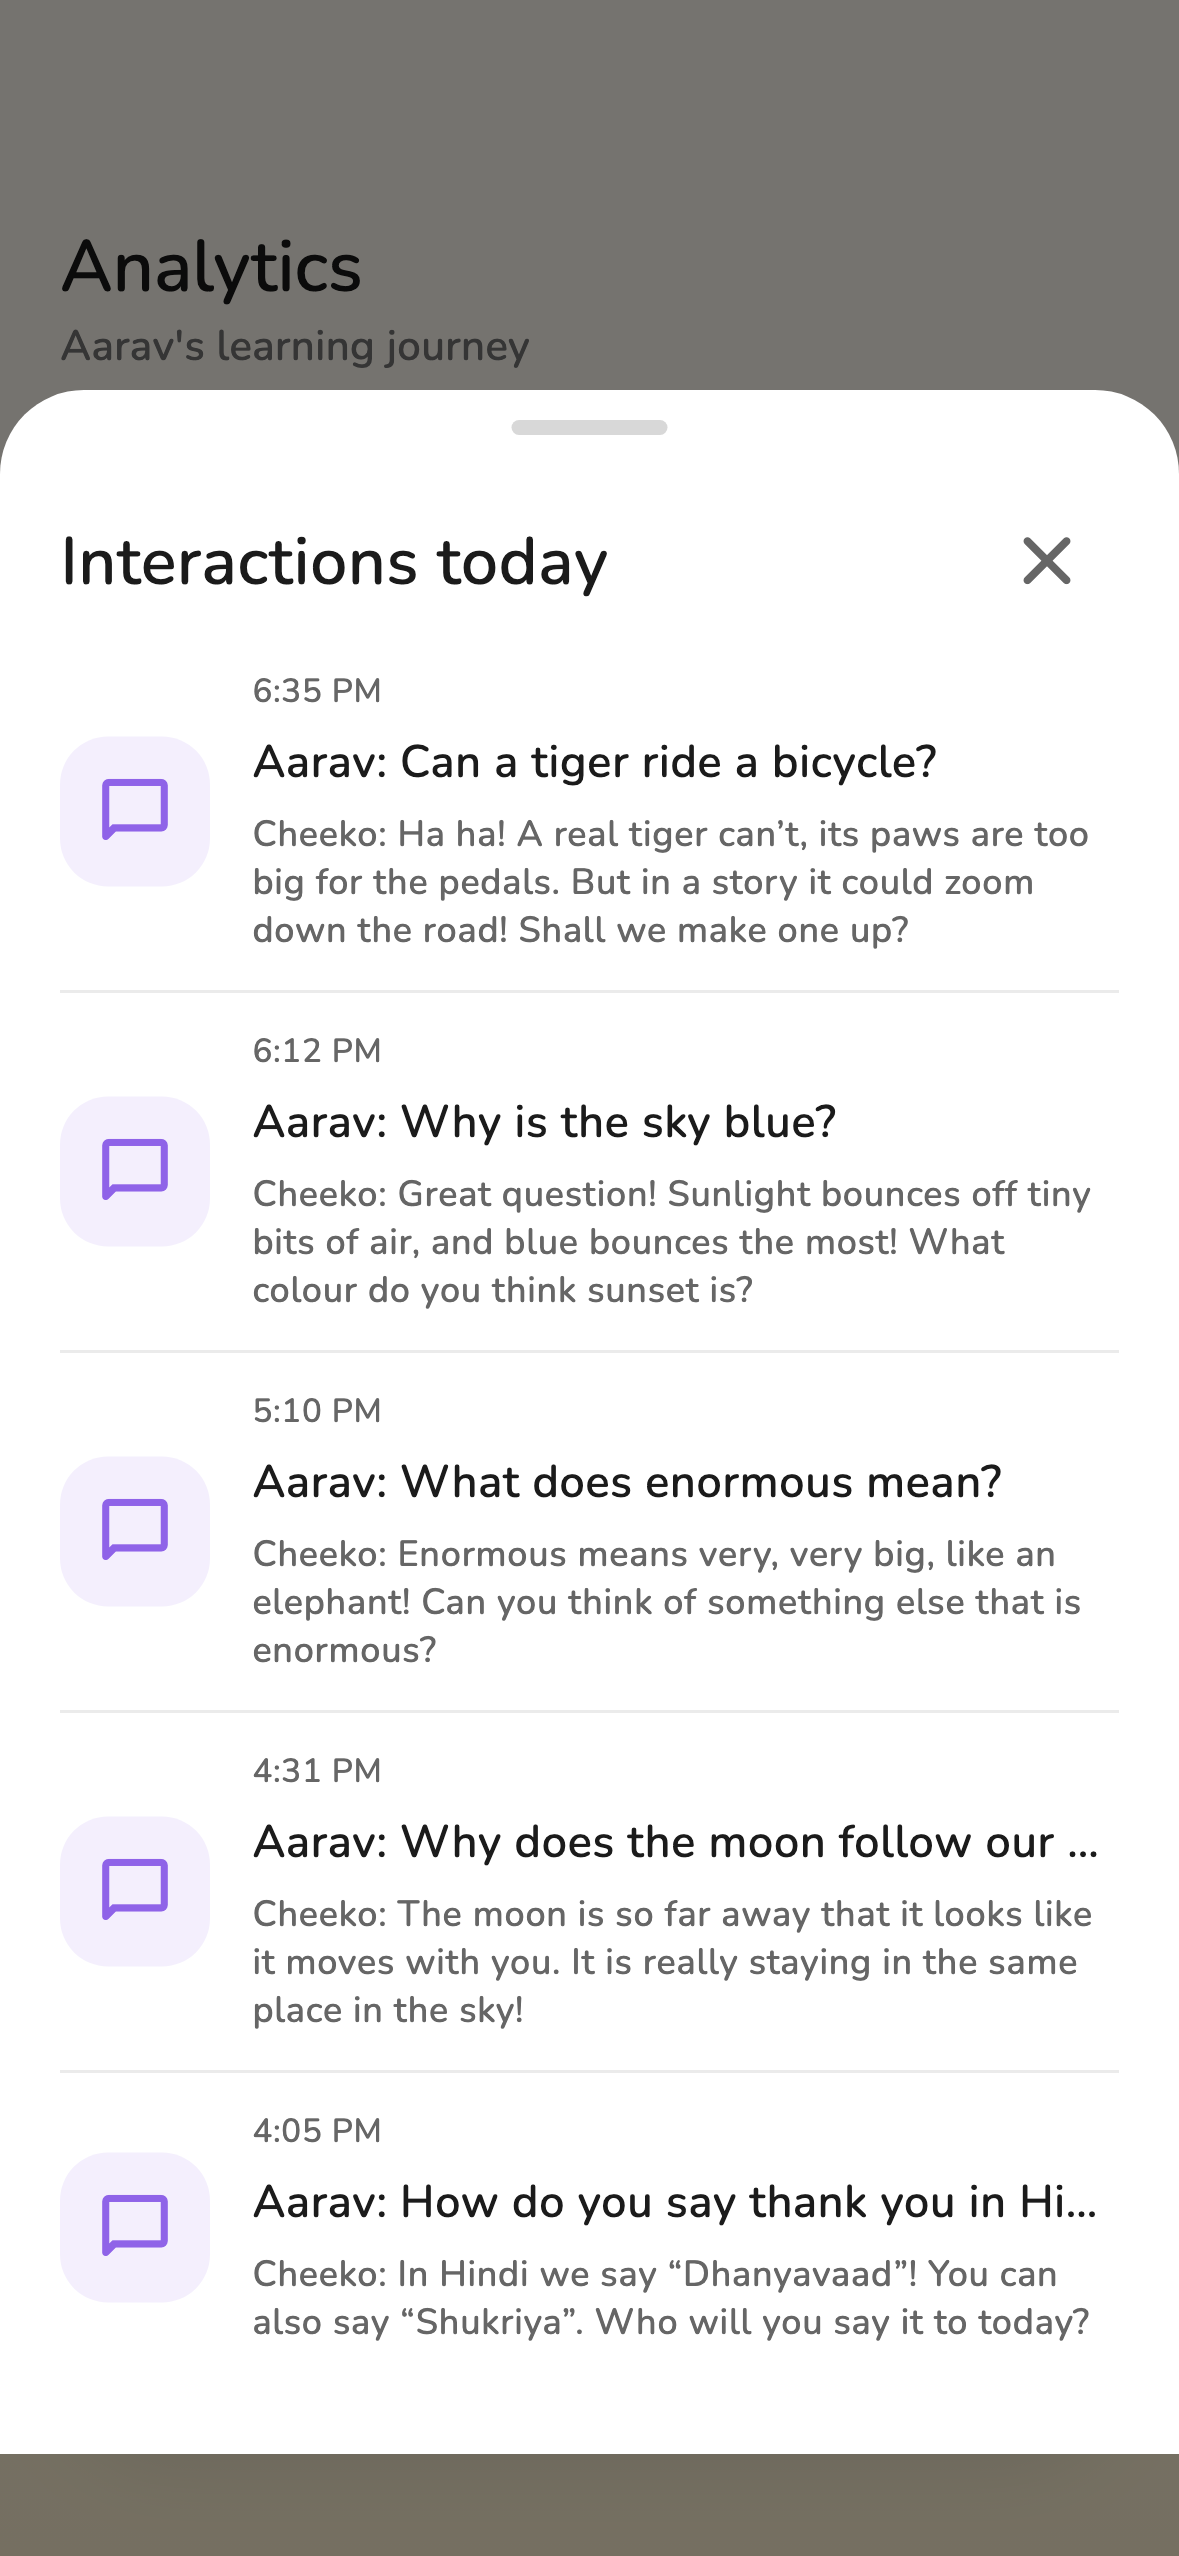 Analytics
Aarav's learning journey
Interactions today
6:35 PM
Aarav: Can a tiger ride a bicycle?
Cheeko: Ha ha! A real tiger can’t, its paws are too
big for the pedals. But in a story it could zoom
down the road! Shall we make one up?
6:12 PM
Aarav: Why is the sky blue?
Cheeko: Great question! Sunlight bounces off tiny
bits of air, and blue bounces the most! What
colour do you think sunset is?
5:10 PM
Aarav: What does enormous mean?
Cheeko: Enormous means very, very big, like an
elephant! Can you think of something else that is
enormous?
4:31 PM
Aarav: Why does the moon follow our ...
Cheeko: The moon is so far away that it looks like
it moves with you. It is really staying in the same
place in the sky!
4:05 PM
Aarav: How do you say thank you in Hi...
Cheeko: In Hindi we say “Dhanyavaad”! You can
also say “Shukriya”. Who will you say it to today?